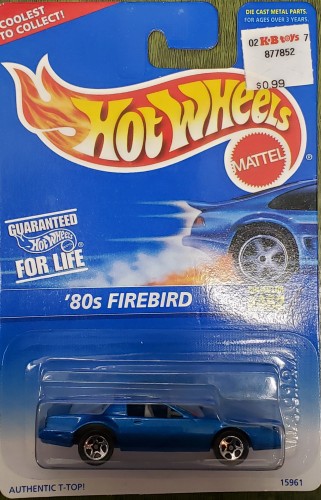 COOLEST
TO COLLECT!
DIE CAST METAL PARTS.
FOR AGES OVER 3 YEARS.
02 K·B toys 7
877852
$0.99
HOT WHEELS
MATTEL
GUARANTEED
Hot Wheels
FOR LIFE
'80s FIREBIRD
AUTHENTIC T-TOP!
15961